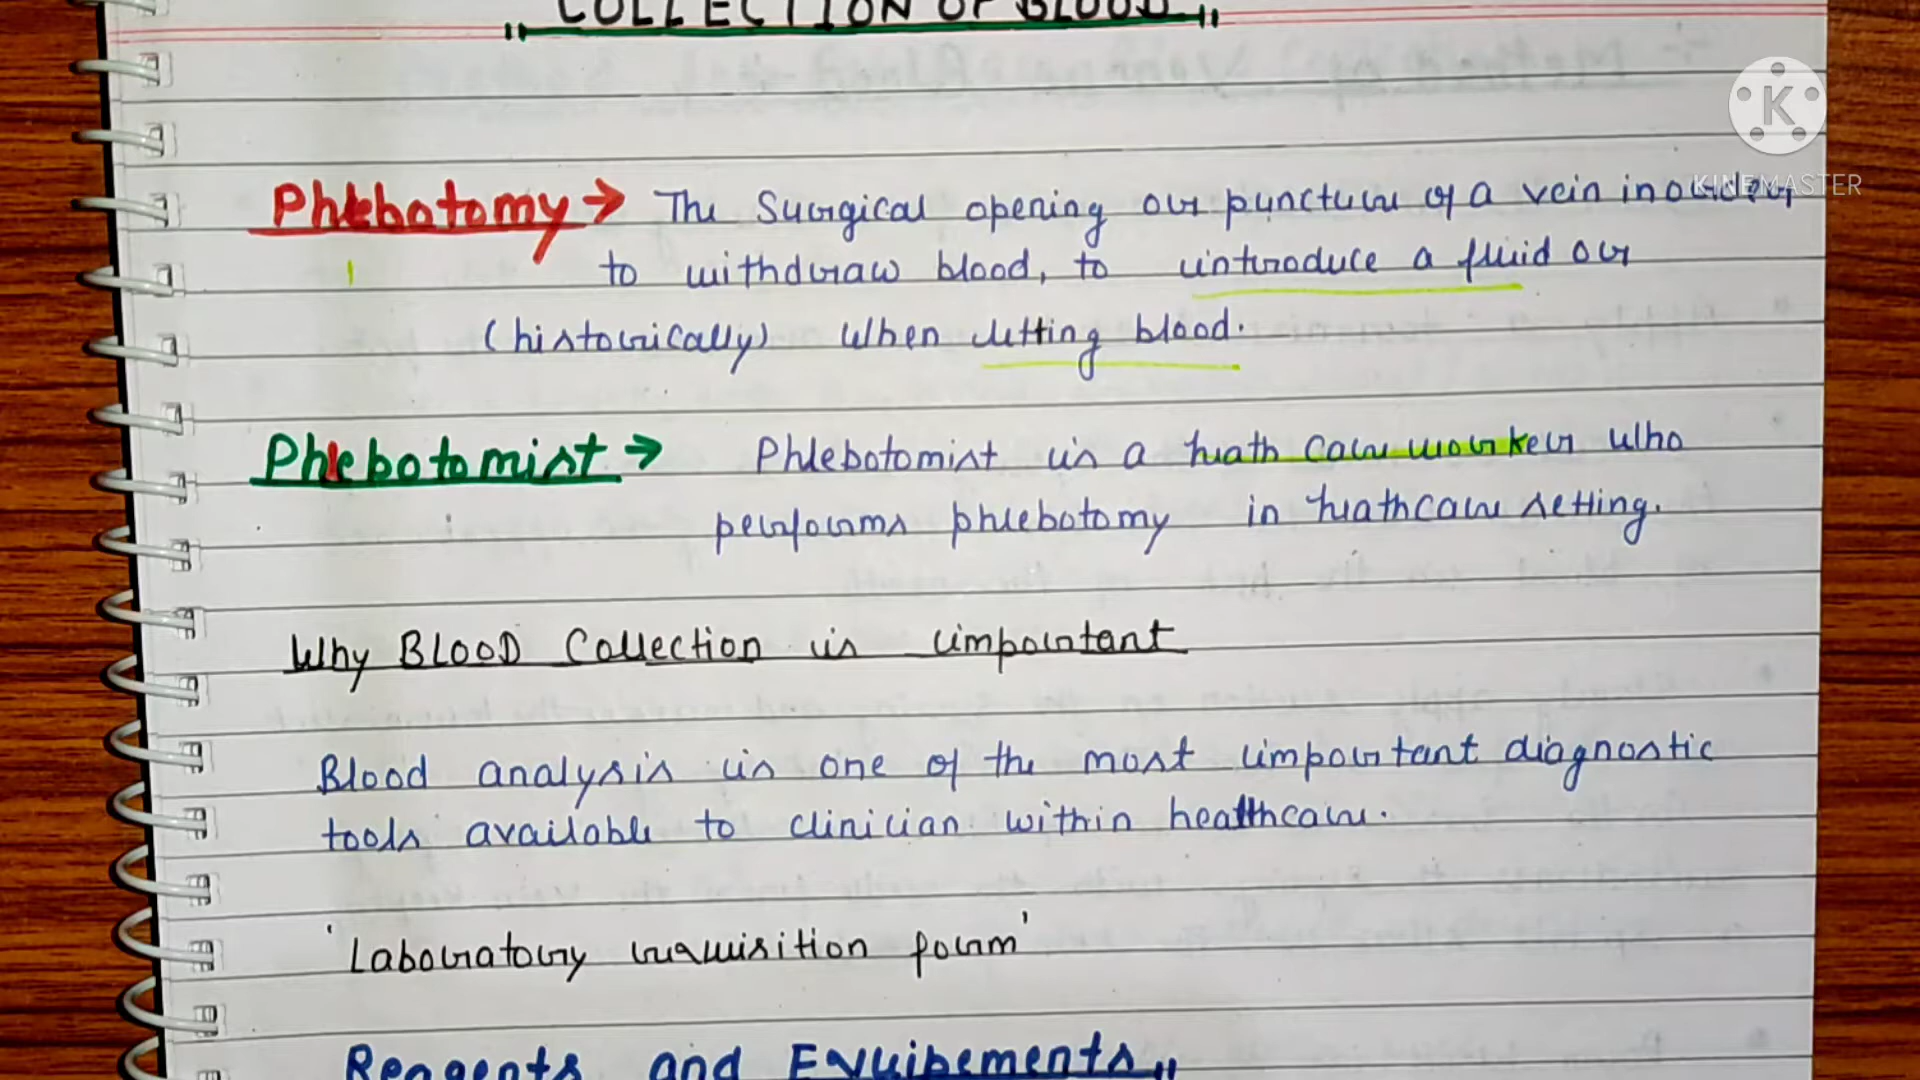 COLLECTION OF BLOOD
Phlebotomy → The Surgical opening or puncture of a vein in order
to withdraw blood, to introduce a fluid or
(historically) When letting blood.
Phlebotomist → Phlebotomist is a heath care worker who
performs phlebotomy in heathcare setting.
Why BLOOD Collection is important
Blood analysis is one of the most important diagnostic
tools available to clinician within healthcare.
'Laboratory requisition form'
Reagents and Equipements
K
KINEMASTER